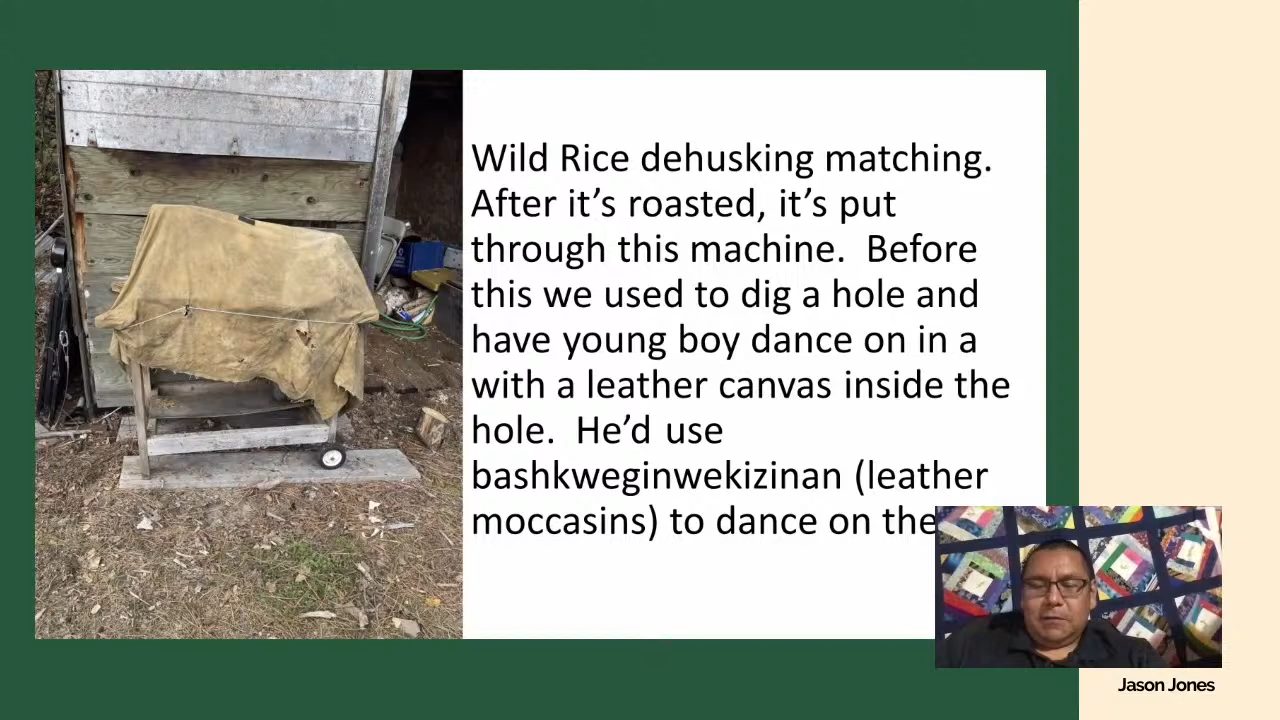 Wild Rice dehusking matching.
After it’s roasted, it’s put
through this machine.  Before
this we used to dig a hole and
have young boy dance on in a
with a leather canvas inside the
hole.  He’d use
bashkweginwekizinan (leather
moccasins) to dance on the
Jason Jones